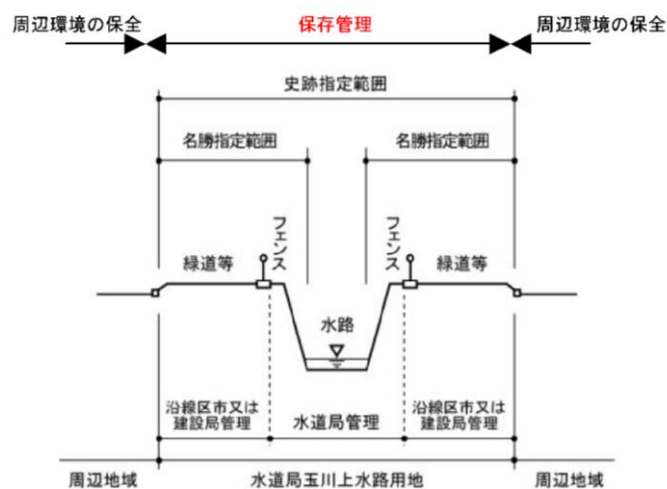 周辺環境の保全
保存管理
周辺環境の保全
史跡指定範囲
名勝指定範囲
名勝指定範囲
フェンス
フェンス
緑道等
緑道等
水路
沿線区市又は
建設局管理
水道局管理
沿線区市又は
建設局管理
周辺地域
水道局玉川上水路用地
周辺地域